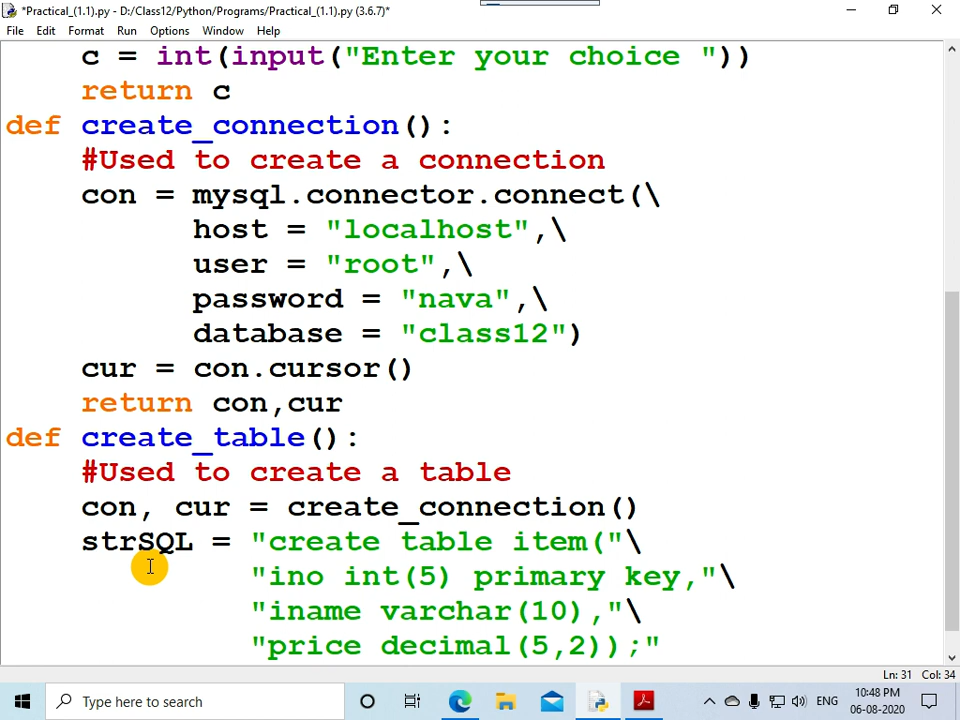 *Practical_(1.1).py - D:/Class12/Python/Programs/Practical_(1.1).py (3.6.7)*
File Edit Format Run Options Window Help
c = int(input("Enter your choice "))
return c
def create_connection():
#Used to create a connection
con = mysql.connector.connect(\
host = "localhost",\
user = "root",\
password = "nava",\
database = "class12")
cur = con.cursor()
return con,cur
def create_table():
#Used to create a table
con, cur = create_connection()
strSQL = "create table item("\
"ino int(5) primary key,"\
"iname varchar(10),"\
"price decimal(5,2));"
Ln: 31 Col: 34
Type here to search
ENG
10:48 PM
06-08-2020